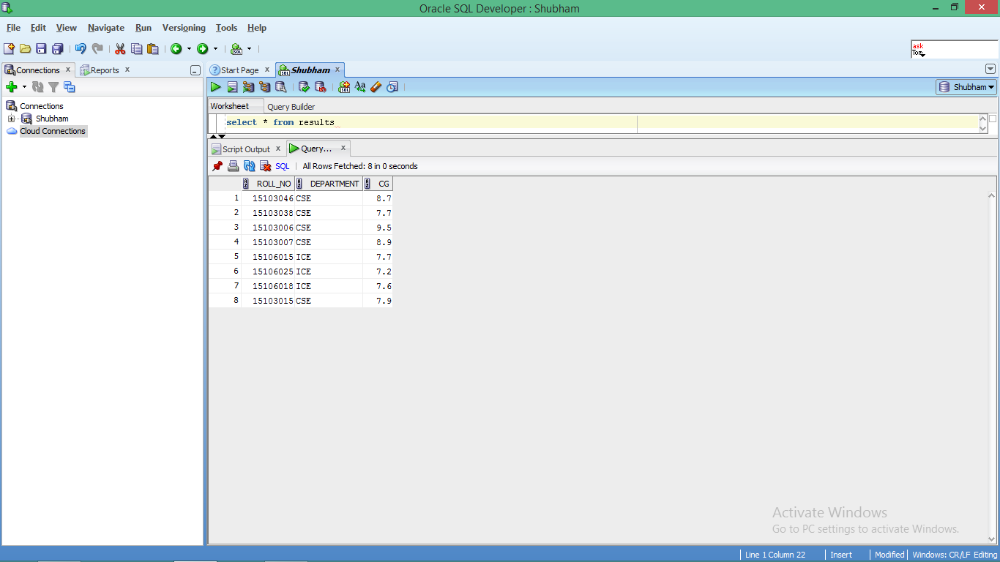 Oracle SQL Developer : Shubham
File Edit View Navigate Run Versioning Tools Help
ask
Tom
Connections x Reports x
Start Page x Shubham x
Shubham
Connections
Shubham
Cloud Connections
Worksheet Query Builder
select * from results
Script Output x Query... x
SQL All Rows Fetched: 8 in 0 seconds
ROLL_NO DEPARTMENT CG
1 15103046 CSE 8.7
2 15103038 CSE 7.7
3 15103006 CSE 9.5
4 15103007 CSE 8.9
5 15106015 ICE 7.7
6 15106025 ICE 7.2
7 15106018 ICE 7.6
8 15103015 CSE 7.9
Activate Windows
Go to PC settings to activate Windows.
Line 1 Column 22 Insert Modified Windows: CR/LF Editing